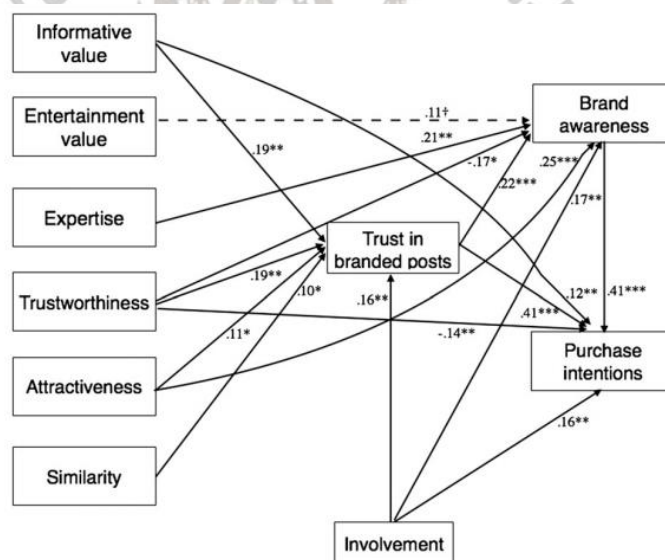 Informative
value
Entertainment
value
Expertise
Trustworthiness
Attractiveness
Similarity
Trust in
branded posts
Involvement
Brand
awareness
Purchase
intentions
.11†
.21**
.19**
-.17*
.25***
.22***
.17**
.19**
.10*
.16**
.12**
.41***
.41***
.11*
-.14**
.16**